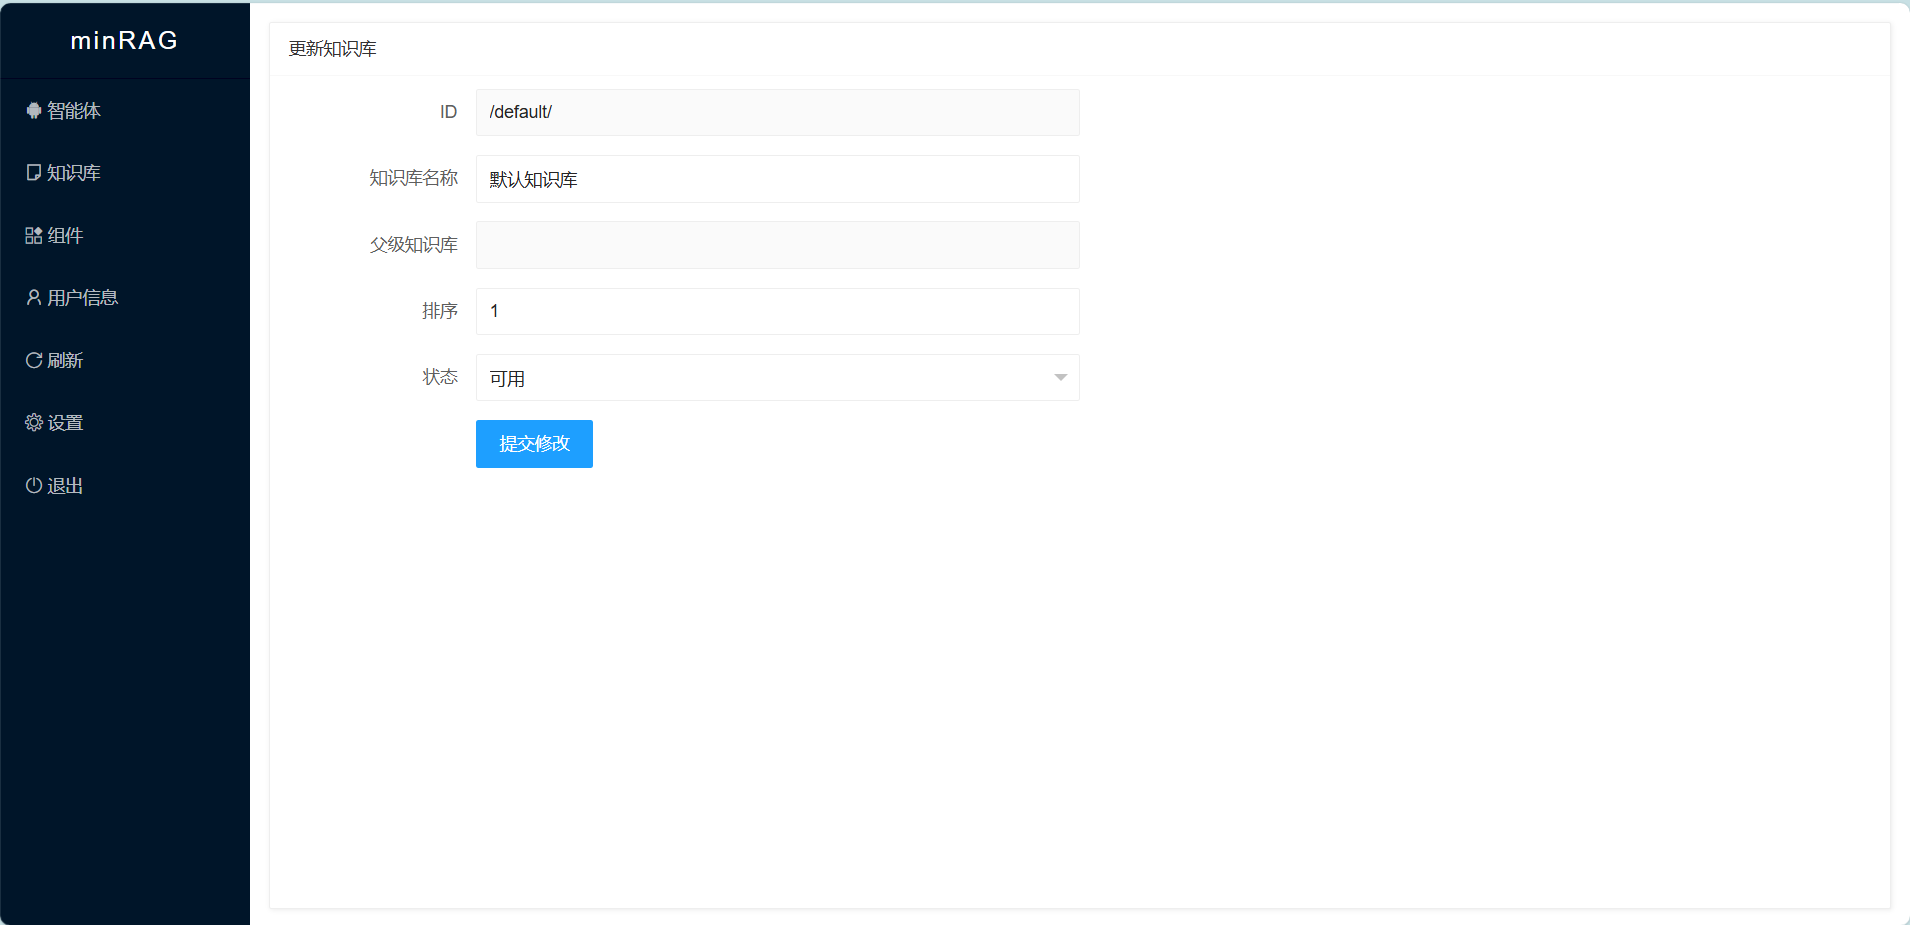 minRAG
智能体
知识库
组件
用户信息
刷新
设置
退出
更新知识库
ID
/default/
知识库名称
默认知识库
父级知识库
排序
1
状态
可用
提交修改